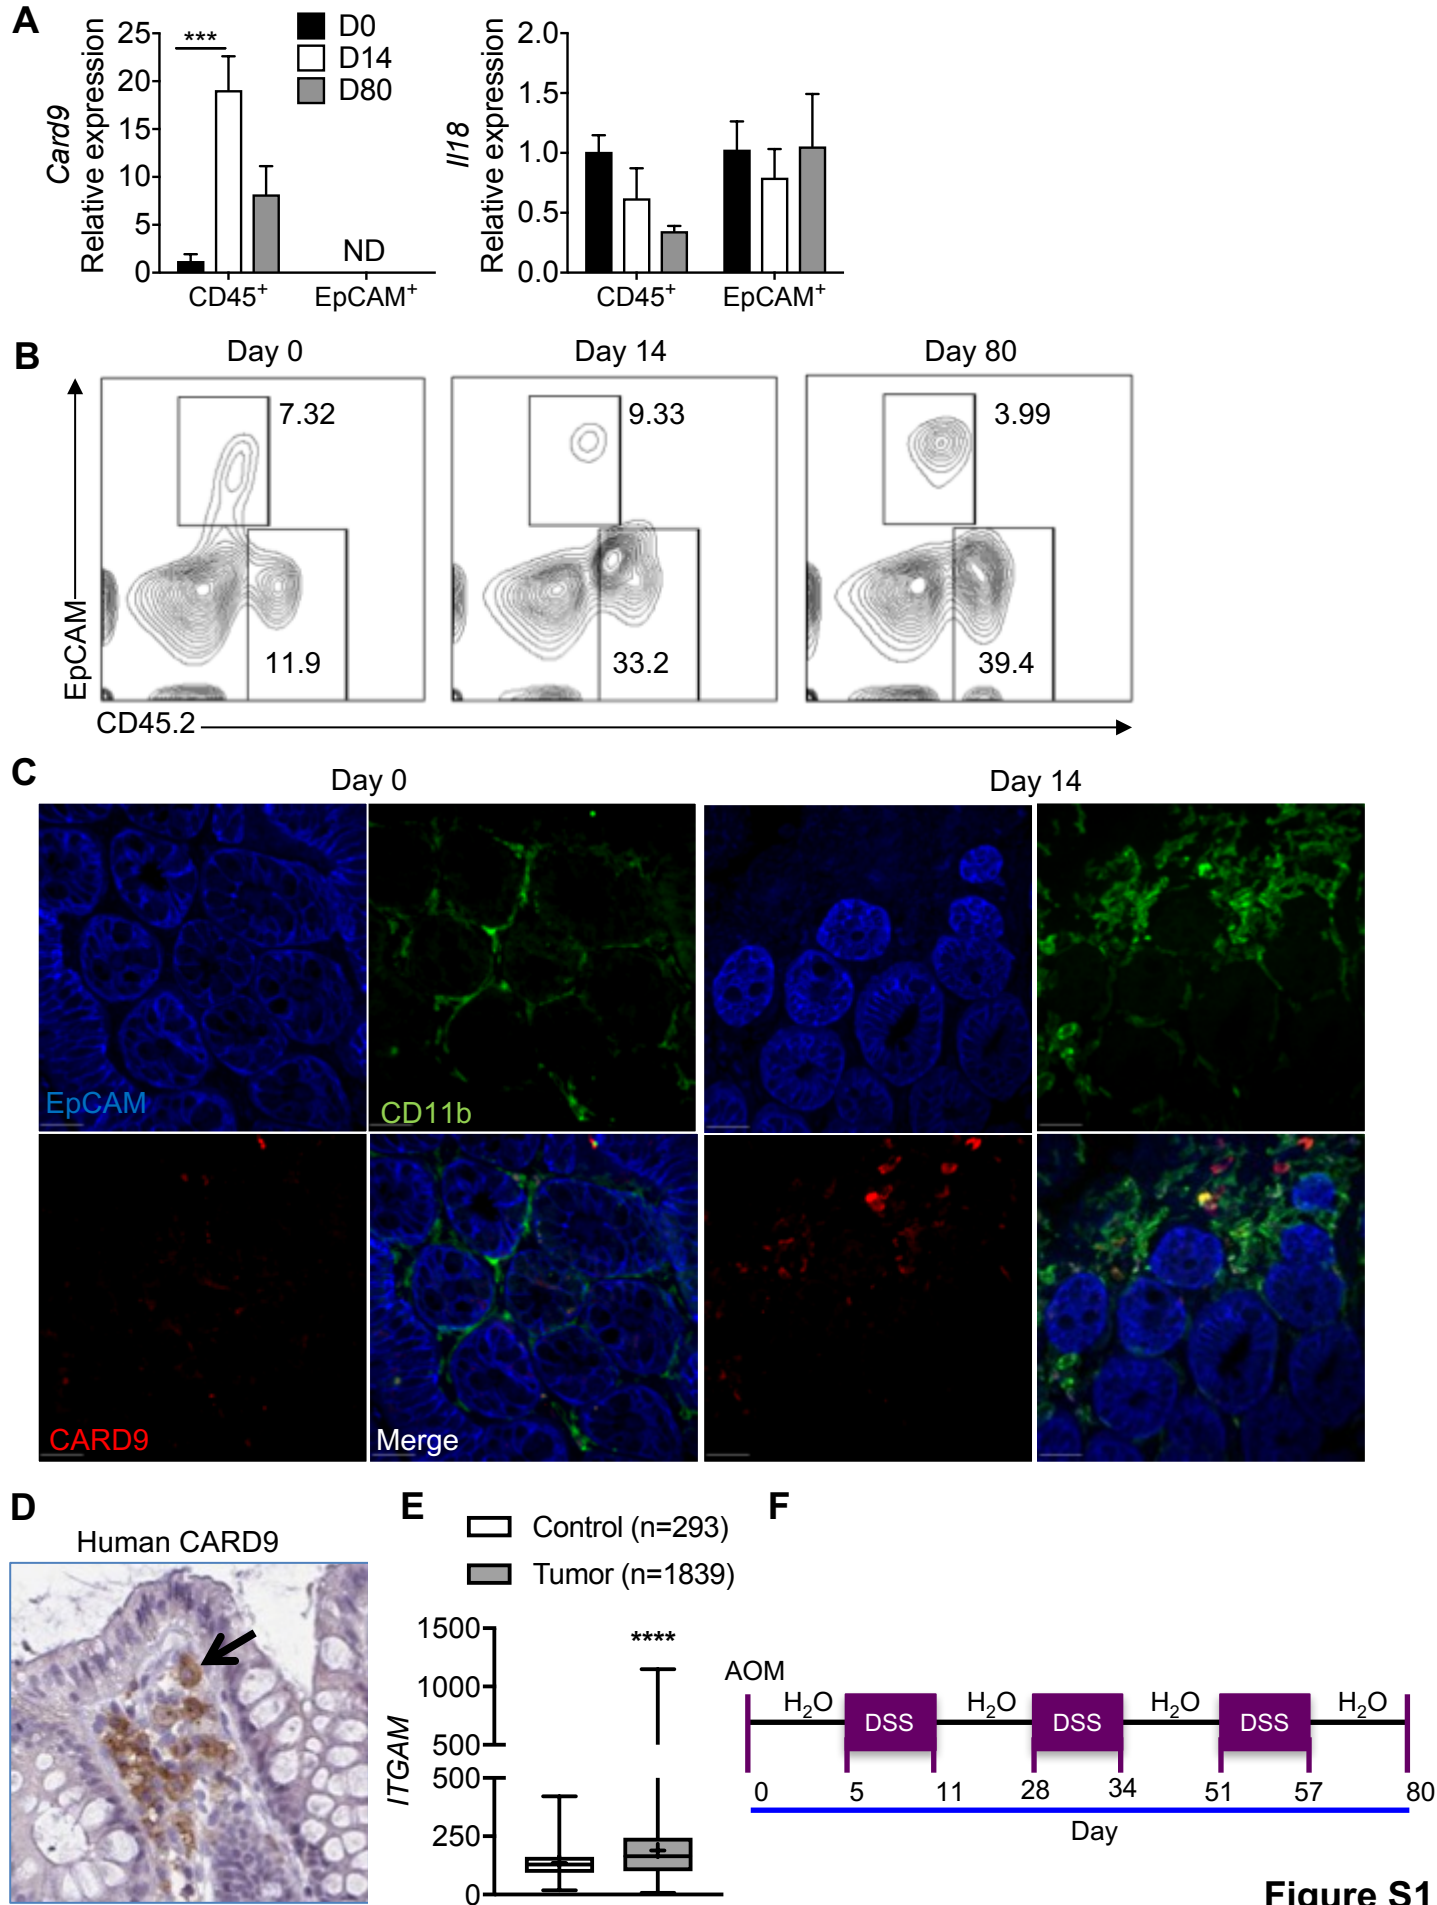 A
Card9
Relative expression
25
20
15
10
5
0
***
D0
D14
D80
ND
CD45+
EpCAM+
Il18
Relative expression
2.0
1.5
1.0
0.5
0.0
CD45+
EpCAM+
B
Day 0
Day 14
Day 80
7.32
9.33
3.99
11.9
33.2
39.4
EpCAM
CD45.2
C
Day 0
Day 14
EpCAM
CD11b
CARD9
Merge
D
Human CARD9
E
Control (n=293)
Tumor (n=1839)
ITGAM
1500
1000
500
500
250
0
****
F
AOM
H2O
DSS
H2O
DSS
H2O
DSS
H2O
0 5 11 28 34 51 57 80
Day
Figure S1